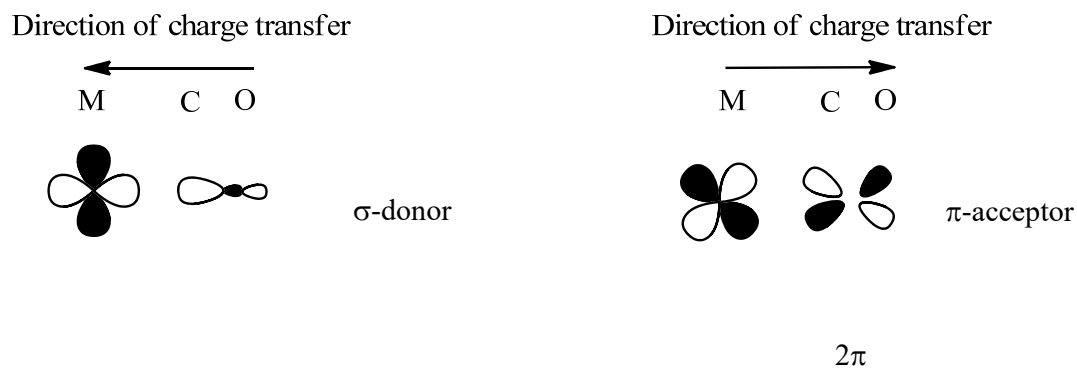 Direction of charge transfer
M C O
σ-donor
Direction of charge transfer
M C O
π-acceptor
2π